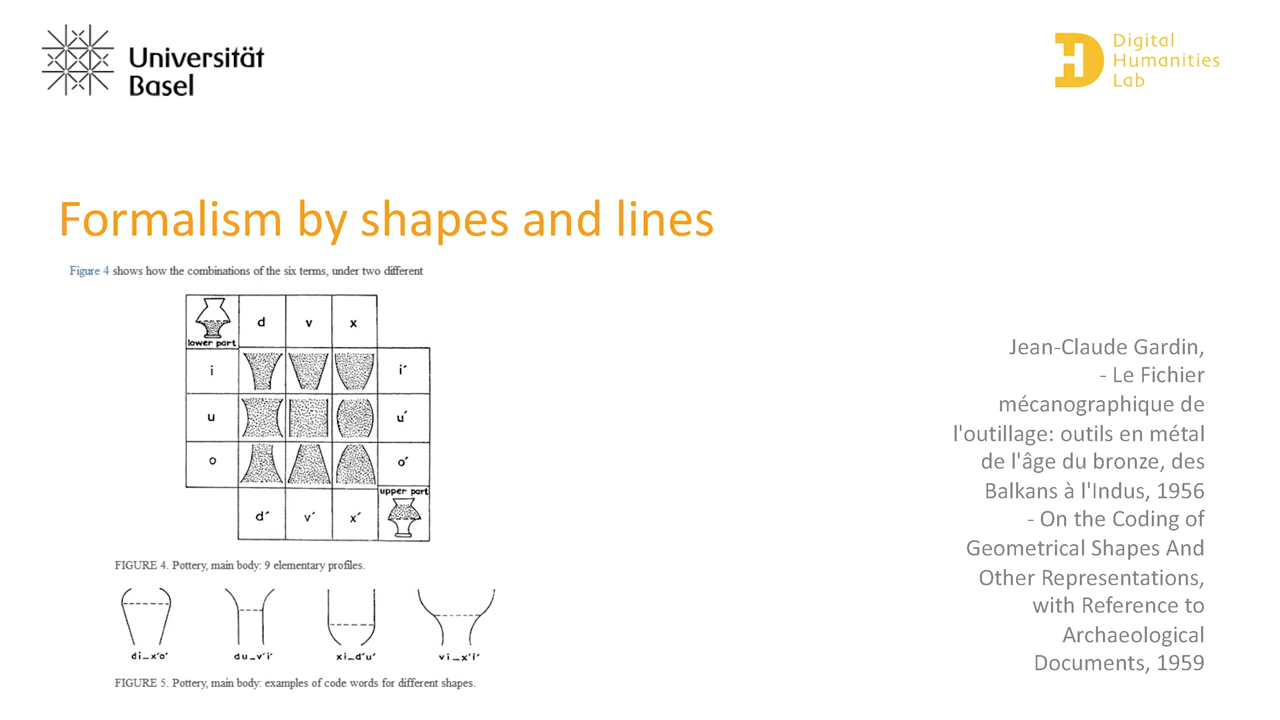 Universität
Basel
Digital
Humanities
Lab
Formalism by shapes and lines
Figure 4 shows how the combinations of the six terms, under two different
lower part
d v x
i i´
u u´
o o´
upper part
d´ v´ x´
FIGURE 4. Pottery, main body: 9 elementary profiles.
di_x'o' du_v'i' xi_d'u' vi_x'i'
FIGURE 5. Pottery, main body: examples of code words for different shapes.
Jean-Claude Gardin,
- Le Fichier
mécanographique de
l'outillage: outils en métal
de l'âge du bronze, des
Balkans à l'Indus, 1956
- On the Coding of
Geometrical Shapes And
Other Representations,
with Reference to
Archaeological
Documents, 1959